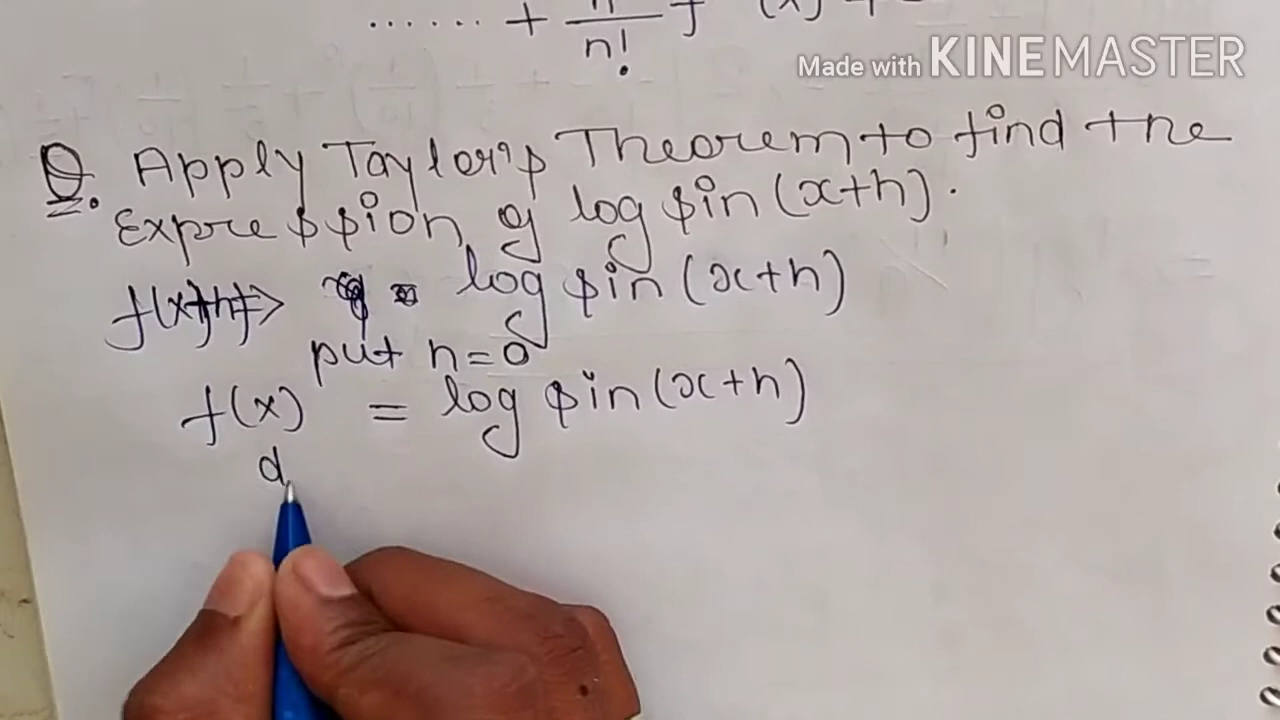 ...... + n!
Made with KINEMASTER
Q. Apply Taylor's Theorem to find the
Expression of log sin (x+h).
f(x+h) log sin (x+h)
put h=0
f(x) = log sin (x+h)
d